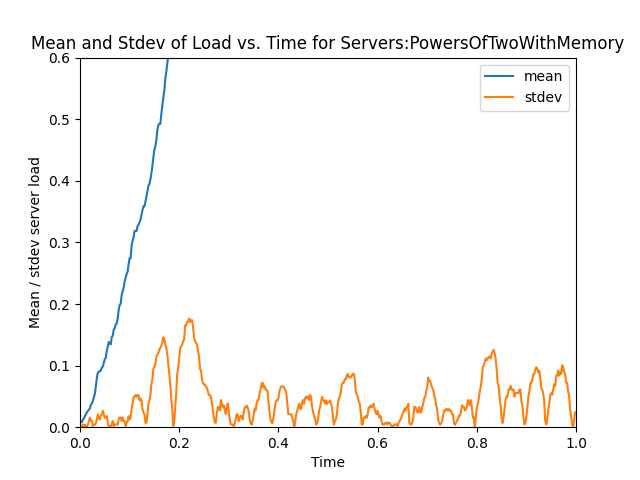 Mean and Stdev of Load vs. Time for Servers:PowersOfTwoWithMemory
mean
stdev
Mean / stdev server load
0.6
0.5
0.4
0.3
0.2
0.1
0.0
0.0 0.2 0.4 0.6 0.8 1.0
Time